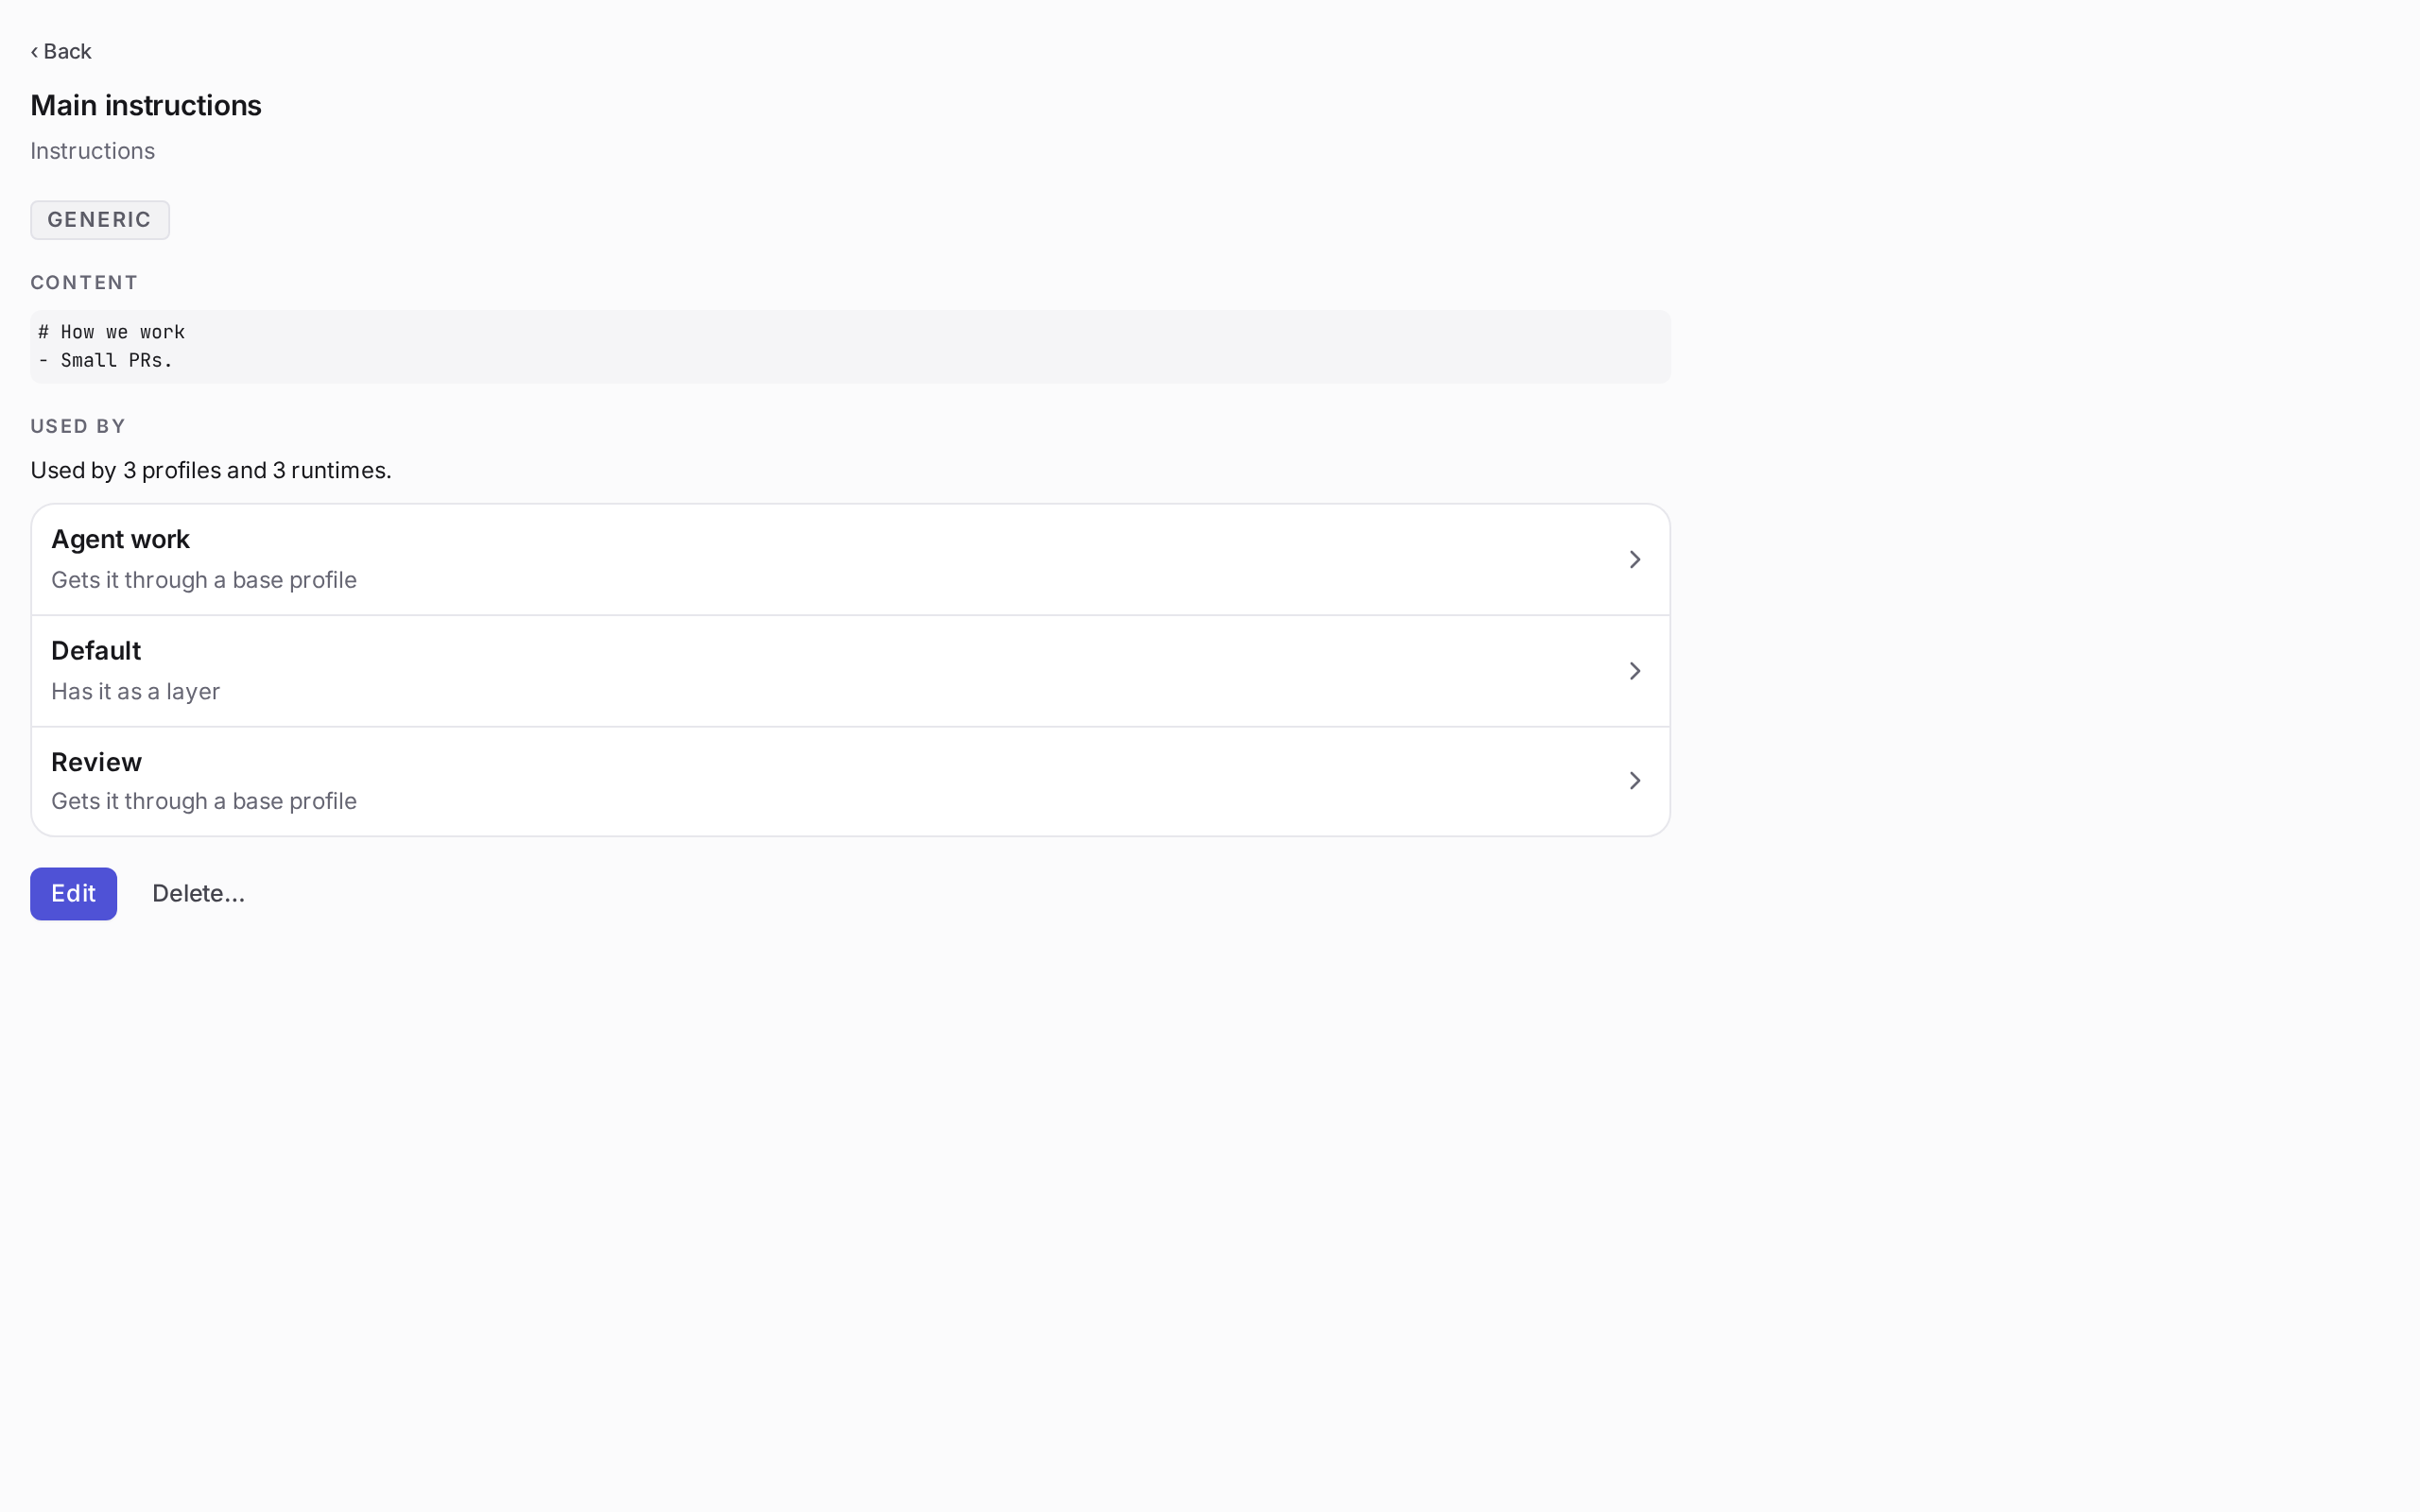 ‹ Back
Main instructions
Instructions
GENERIC
CONTENT
# How we work
- Small PRs.
USED BY
Used by 3 profiles and 3 runtimes.
Agent work
Gets it through a base profile
Default
Has it as a layer
Review
Gets it through a base profile
Edit
Delete...